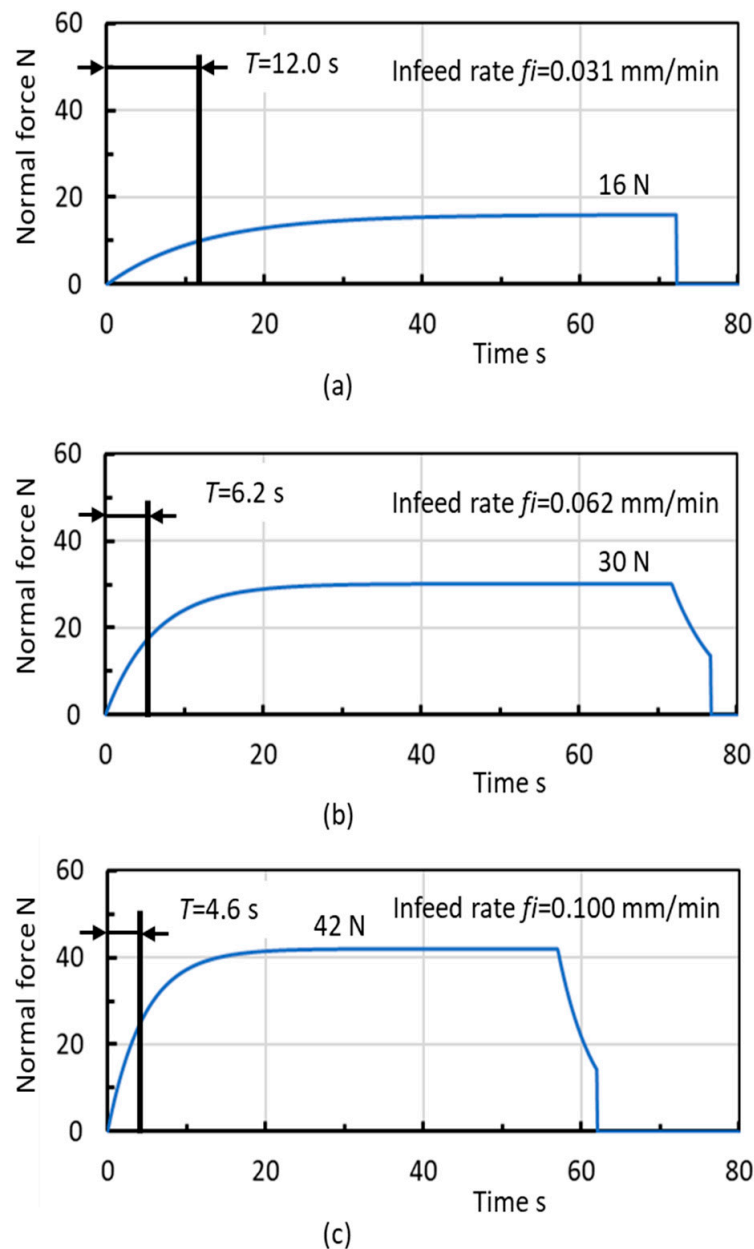 60
T=12.0 s
Infeed rate fi=0.031 mm/min
40
Normal force N
20
16 N
0
0 20 40 60 80
Time s
(a)
60
T=6.2 s
Infeed rate fi=0.062 mm/min
40
Normal force N
30 N
20
0
0 20 40 60 80
Time s
(b)
60
T=4.6 s
42 N
Infeed rate fi=0.100 mm/min
40
Normal force N
20
0
0 20 40 60 80
Time s
(c)